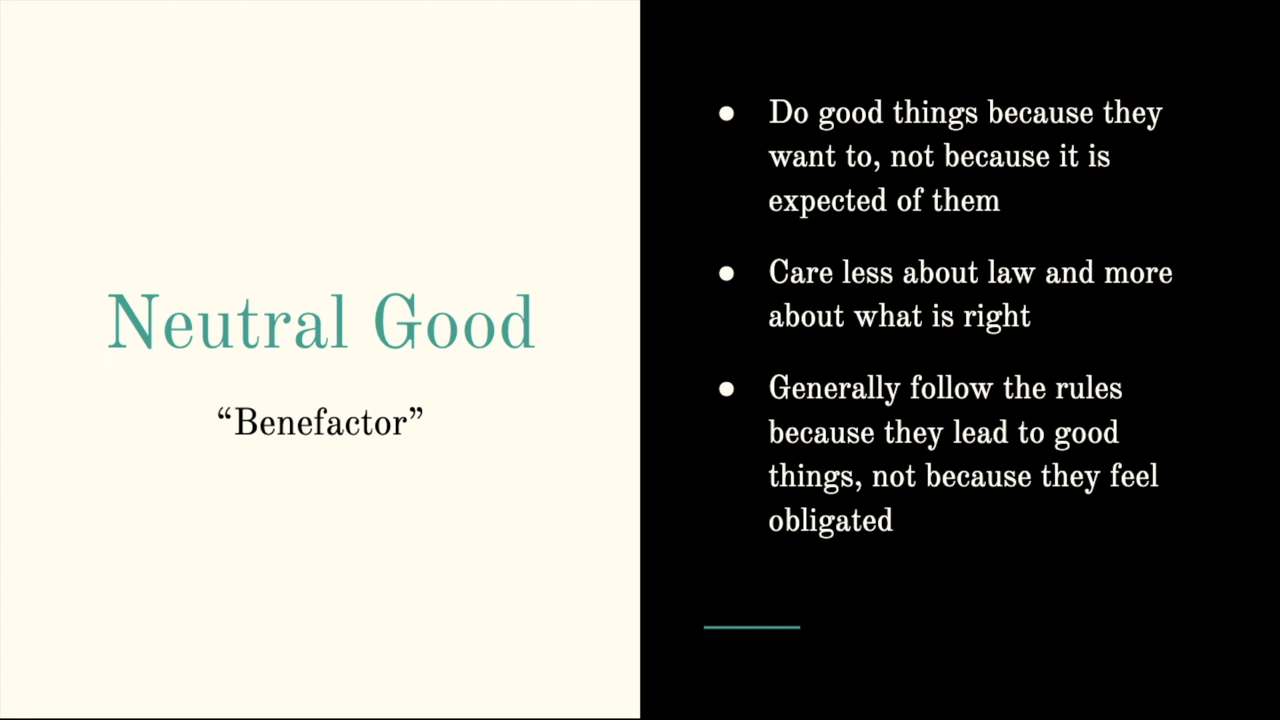 Neutral Good
“Benefactor”
● Do good things because they
want to, not because it is
expected of them
● Care less about law and more
about what is right
● Generally follow the rules
because they lead to good
things, not because they feel
obligated